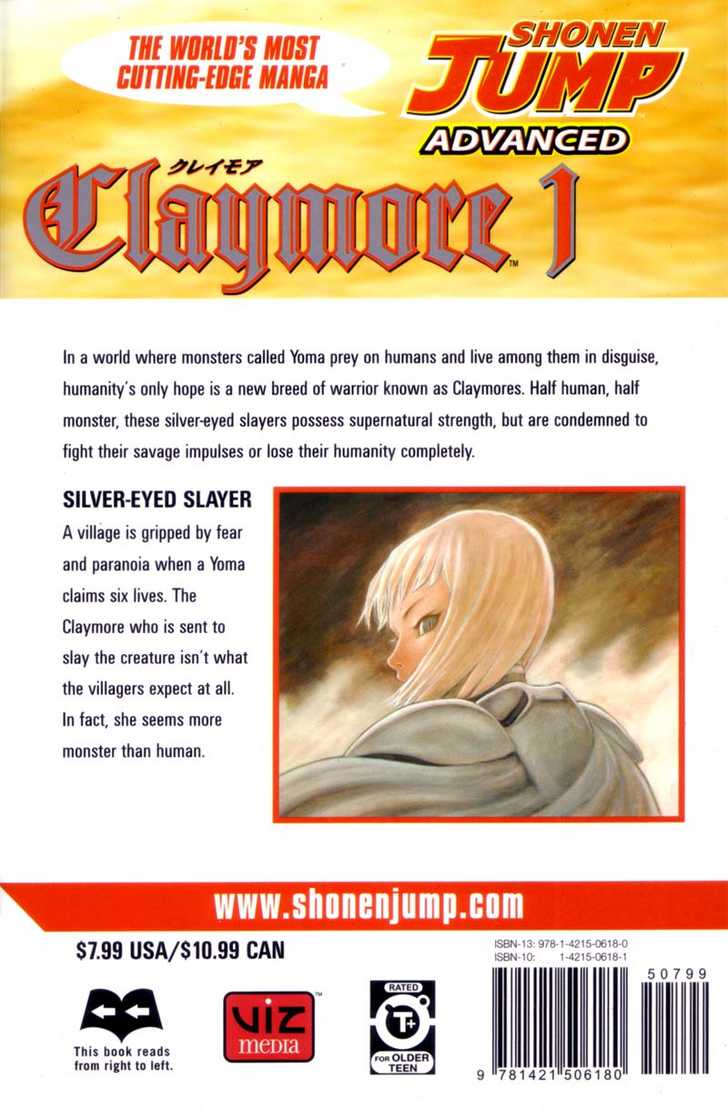 THE WORLD'S MOST
CUTTING-EDGE MANGA
SHONEN
JUMP
ADVANCED
クレイモア
Claymore 1
TM
In a world where monsters called Yoma prey on humans and live among them in disguise,
humanity's only hope is a new breed of warrior known as Claymores. Half human, half
monster, these silver-eyed slayers possess supernatural strength, but are condemned to
fight their savage impulses or lose their humanity completely.
SILVER-EYED SLAYER
A village is gripped by fear
and paranoia when a Yoma
claims six lives. The
Claymore who is sent to
slay the creature isn't what
the villagers expect at all.
In fact, she seems more
monster than human.
www.shonenjump.com
$7.99 USA/$10.99 CAN
This book reads
from right to left.
VIZ
MEDIA
TM
RATED
T+
FOR OLDER
TEEN
ISBN-13: 978-1-4215-0618-0
ISBN-10: 1-4215-0618-1
50799
9 781421 506180